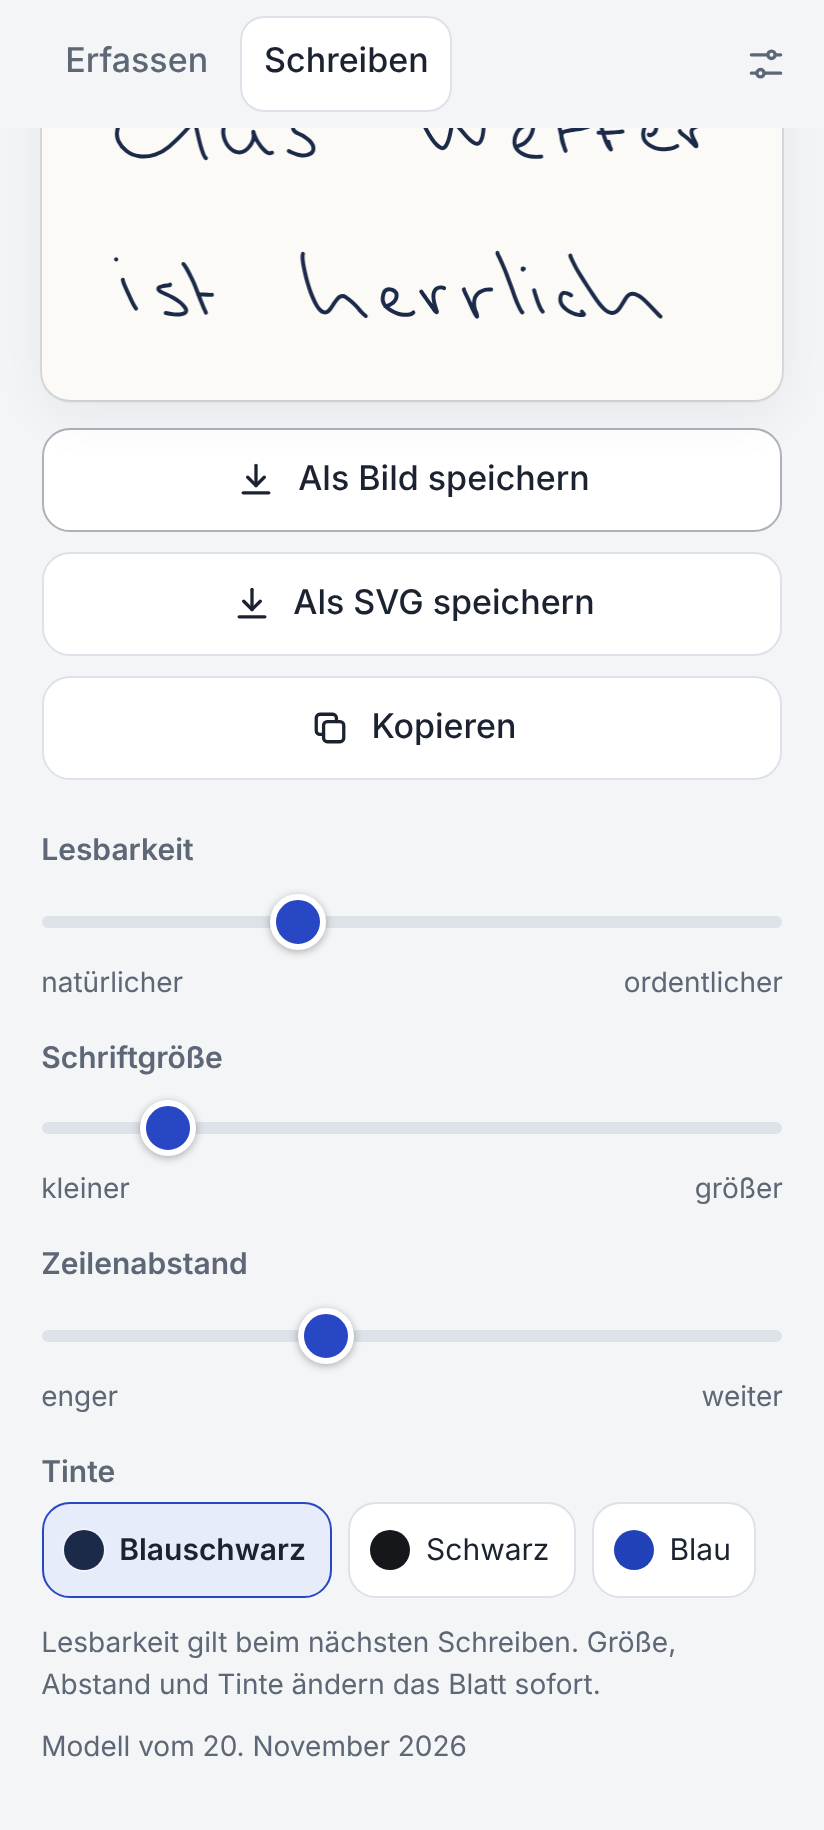 Erfassen Schreiben
das Wetter
ist herrlich
Als Bild speichern
Als SVG speichern
Kopieren
Lesbarkeit
natürlicher ordentlicher
Schriftgröße
kleiner größer
Zeilenabstand
enger weiter
Tinte
Blauschwarz Schwarz Blau
Lesbarkeit gilt beim nächsten Schreiben. Größe,
Abstand und Tinte ändern das Blatt sofort.
Modell vom 20. November 2026